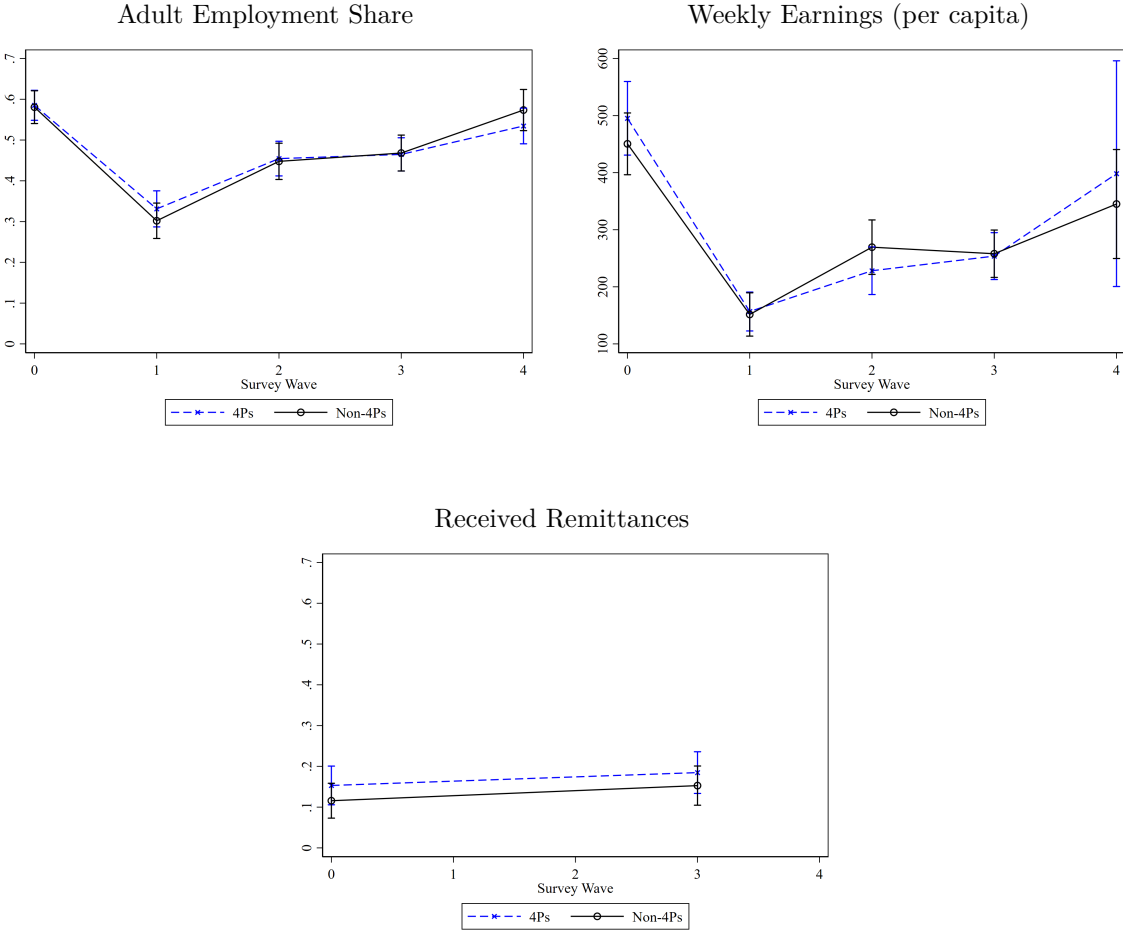 Adult Employment Share
.7
.6
.5
.4
.3
.2
.1
0
0 1 2 3 4
Survey Wave
4Ps Non-4Ps
Weekly Earnings (per capita)
600
500
400
300
200
100
0 1 2 3 4
Survey Wave
4Ps Non-4Ps
Received Remittances
.7
.6
.5
.4
.3
.2
.1
0
0 1 2 3 4
Survey Wave
4Ps Non-4Ps